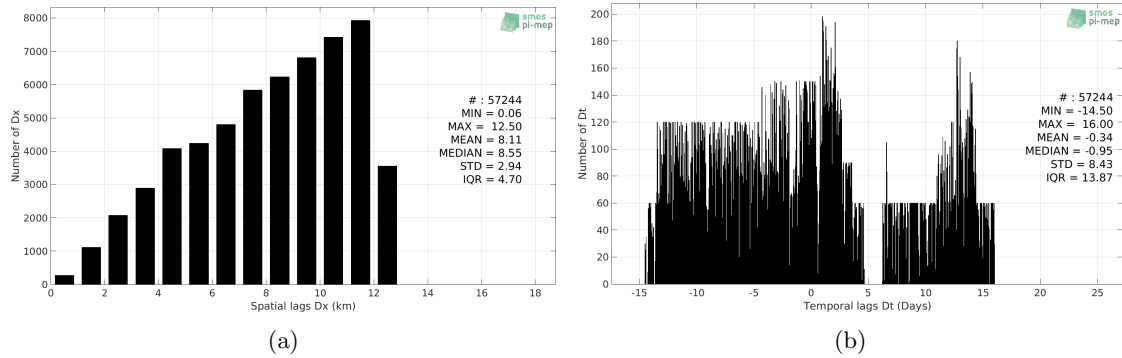 8000
7000
6000
5000
4000
3000
2000
1000
0
0 2 4 6 8 10 12 14 16 18
Number of Dx
Spatial lags Dx (km)
smos
pi-mep
# : 57244
MIN = 0.06
MAX = 12.50
MEAN = 8.11
MEDIAN = 8.55
STD = 2.94
IQR = 4.70
(a)
200
180
160
140
120
100
80
60
40
20
0
-15 -10 -5 0 5 10 15 20 25
Number of Dt
Temporal lags Dt (Days)
smos
pi-mep
# : 57244
MIN = -14.50
MAX = 16.00
MEAN = -0.34
MEDIAN = -0.95
STD = 8.43
IQR = 13.87
(b)